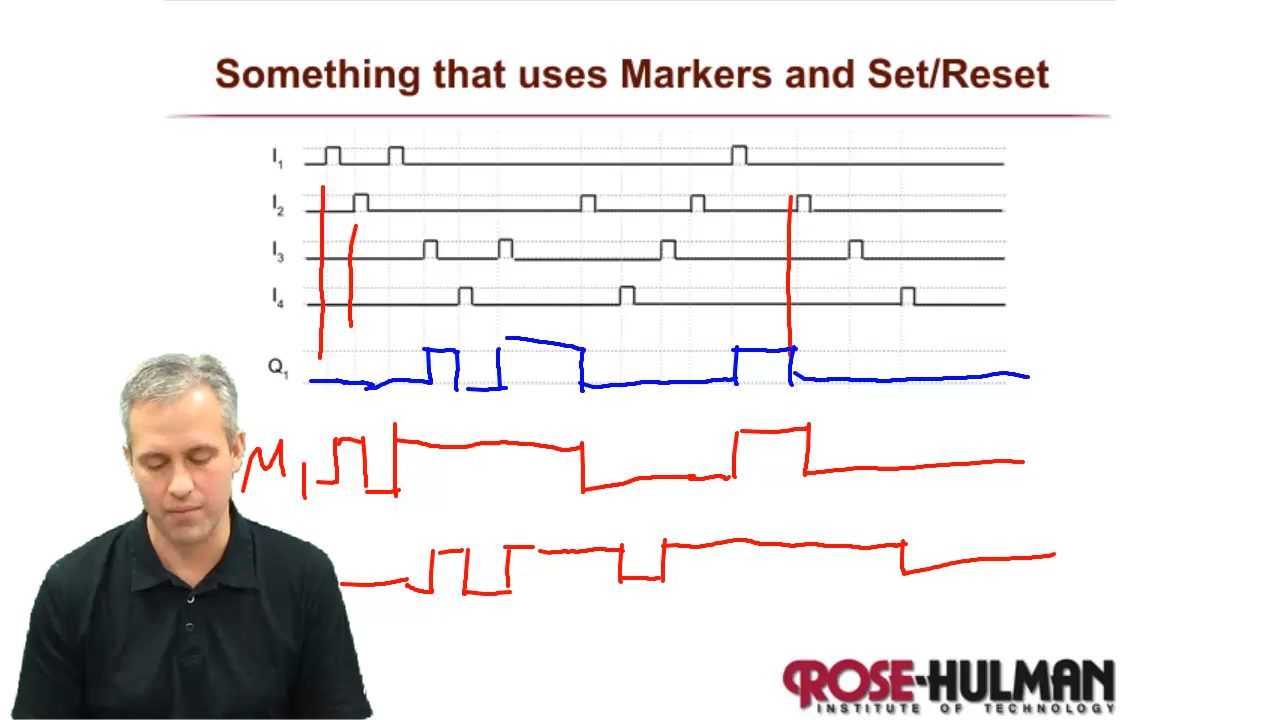 Something that uses Markers and Set/Reset
I1
I2
I3
I4
Q1
M1
ROSE-HULMAN
INSTITUTE OF TECHNOLOGY